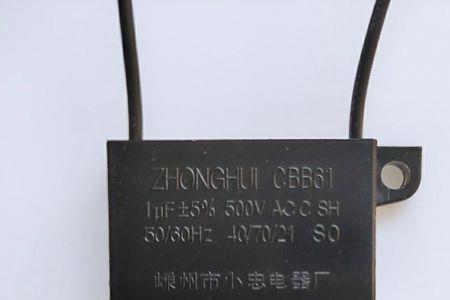 ZHONGHUI CBB61
1μF±5% 500V AC·C SH
50/60Hz 40/70/21 S0
嵊州市小忠电器厂